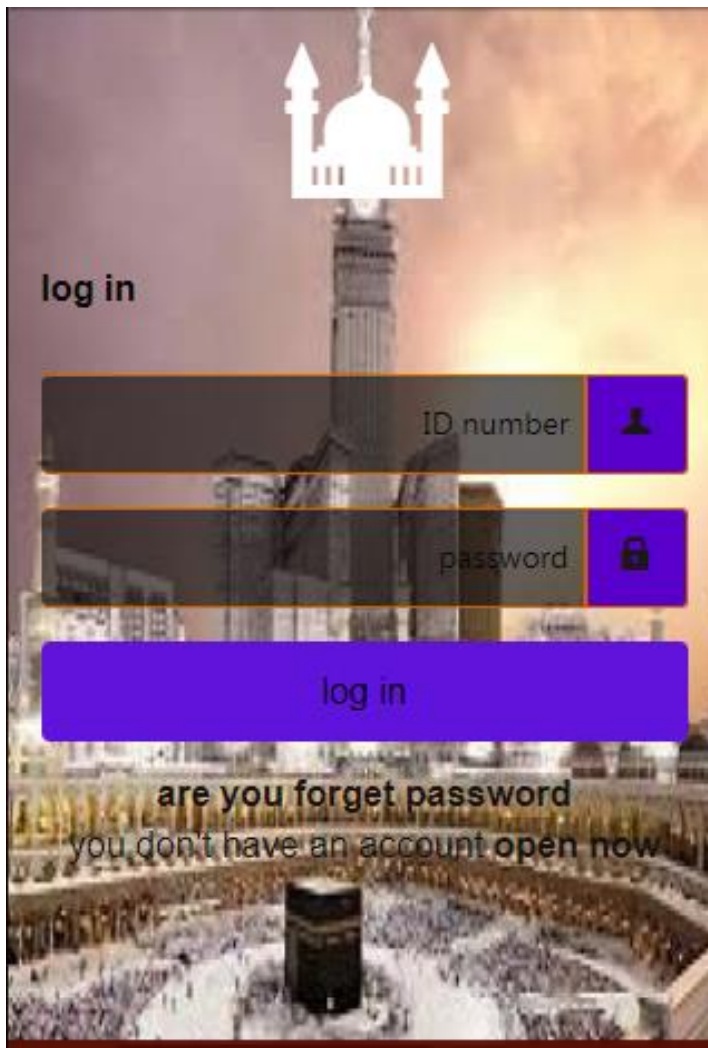 log in
ID number
password
log in
are you forget password
you don't have an account open now